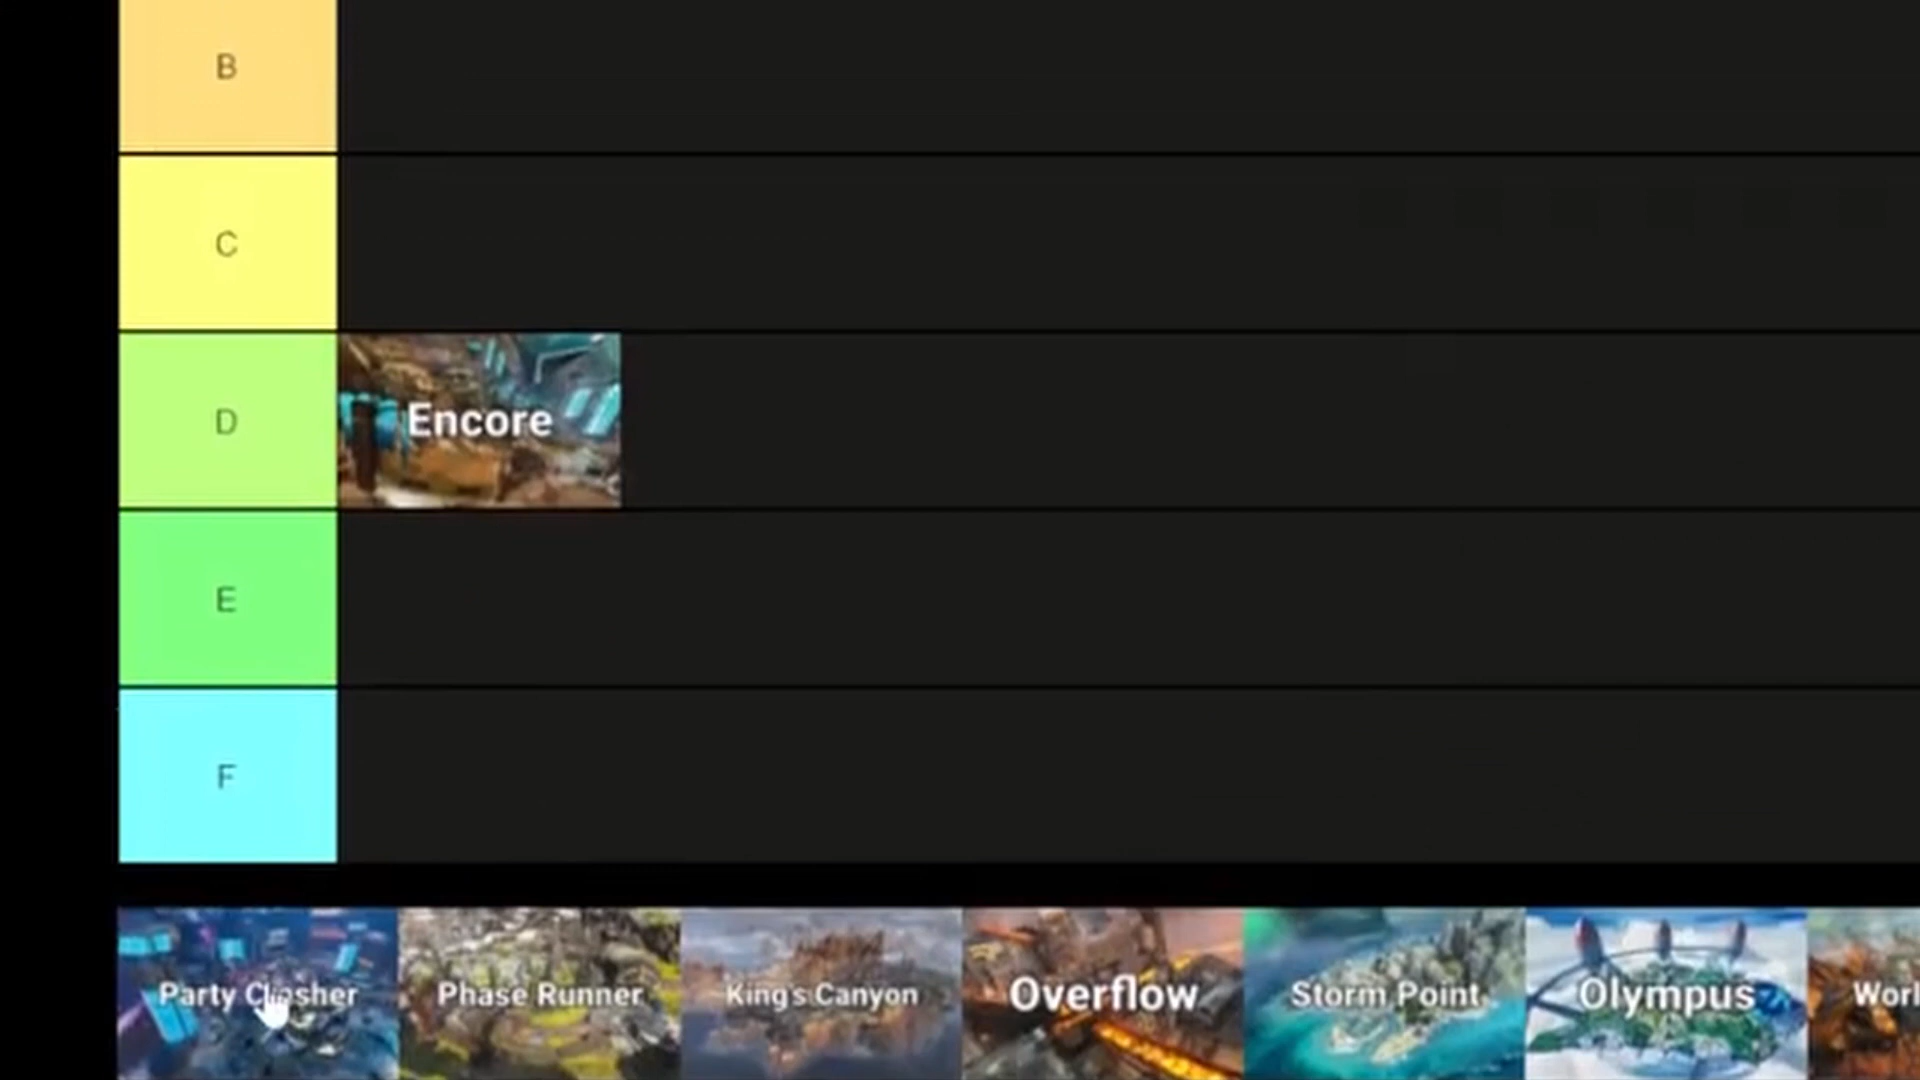 B
C
D
Encore
E
F
Party Crasher
Phase Runner
King's Canyon
Overflow
Storm Point
Olympus